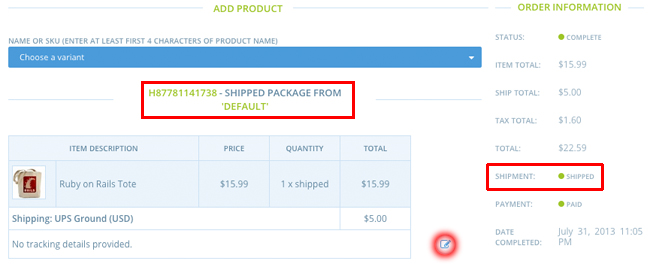 ADD PRODUCT
NAME OR SKU (ENTER AT LEAST FIRST 4 CHARACTERS OF PRODUCT NAME)
Choose a variant
H87781141738 - SHIPPED PACKAGE FROM
'DEFAULT'
ITEM DESCRIPTION PRICE QUANTITY TOTAL
RAILS
Ruby on Rails Tote $15.99 1 x shipped $15.99
Shipping: UPS Ground (USD) $5.00
No tracking details provided.
ORDER INFORMATION
STATUS: COMPLETE
ITEM TOTAL: $15.99
SHIP TOTAL: $5.00
TAX TOTAL: $1.60
TOTAL: $22.59
SHIPMENT: SHIPPED
PAYMENT: PAID
DATE July 31, 2013 11:05
COMPLETED: PM